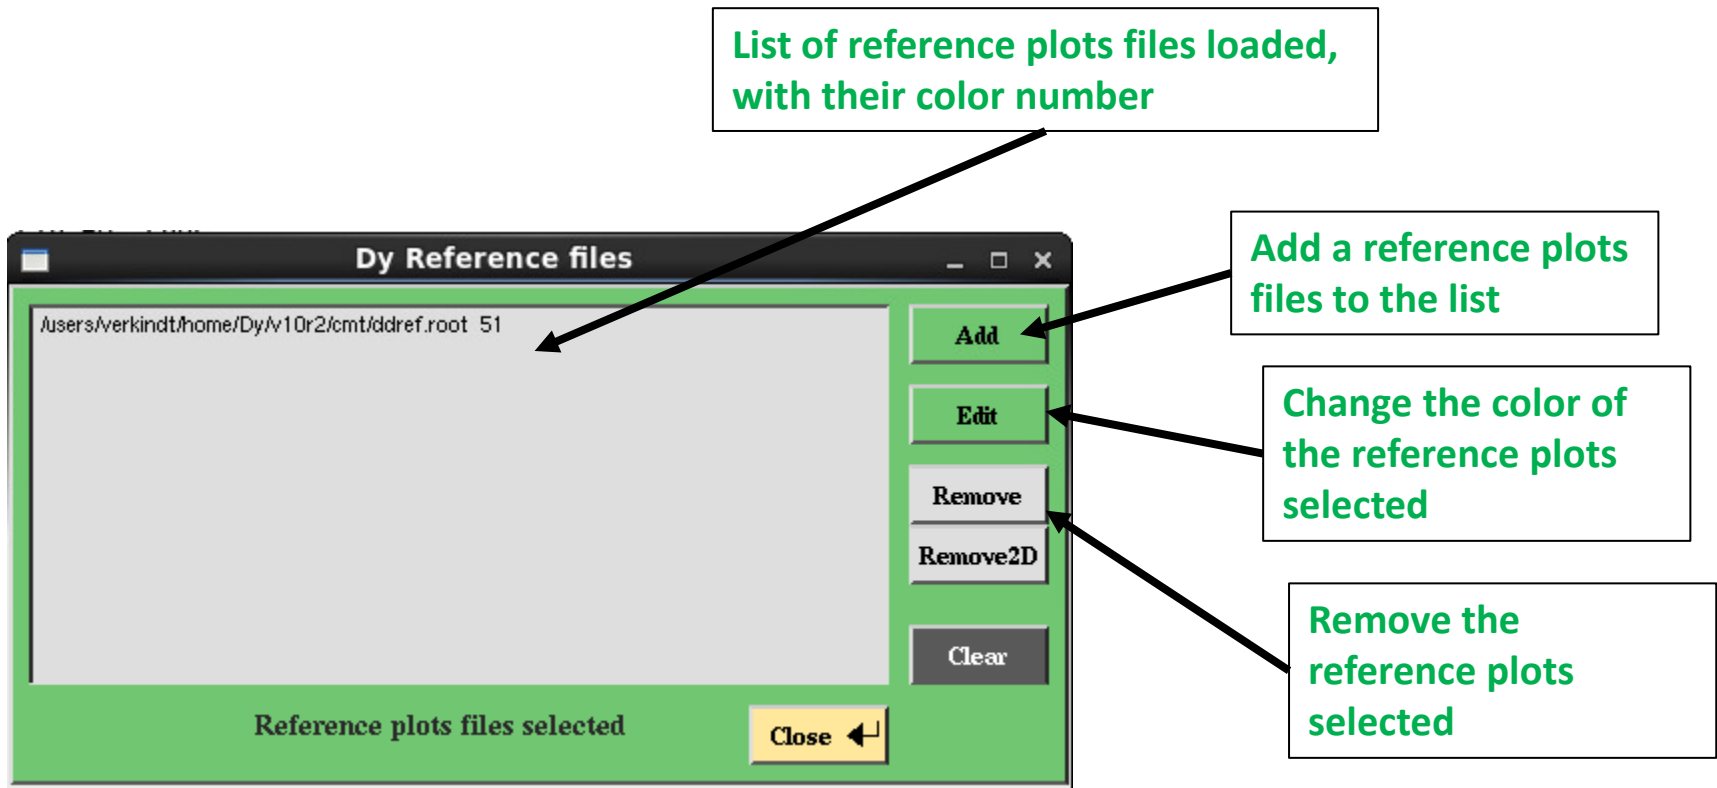 List of reference plots files loaded,
with their color number
Dy Reference files
/users/verkindt/home/Dy/v10r2/cmt/ddref.root 51
Add
Edit
Remove
Remove2D
Clear
Reference plots files selected
Close
Add a reference plots
files to the list
Change the color of
the reference plots
selected
Remove the
reference plots
selected